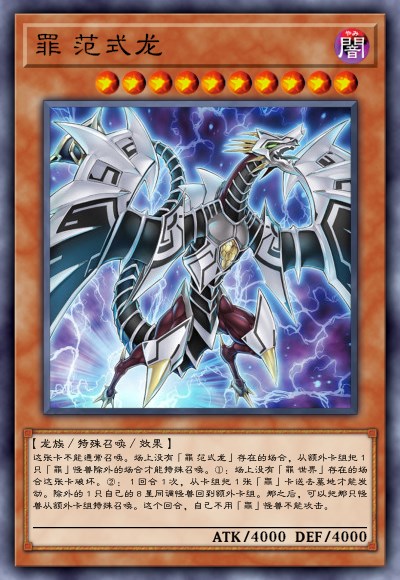 罪 范式龙
やみ
闇
【龙族／特殊召唤／效果】
这张卡不能通常召唤。场上没有「罪 范式龙」存在的场合，从额外卡组把1
只「罪」怪兽除外的场合才能特殊召唤。①：场上没有「罪 世界」存在的场
合这张卡破坏。②：1回合1次，从卡组把1张「罪」卡送去墓地才能发
动。除外的1只自己的8星同调怪兽回到额外卡组。那之后，可以把那只怪
兽从额外卡组特殊召唤。这个回合，自己不用「罪」怪兽不能攻击。
ATK/4000 DEF/4000